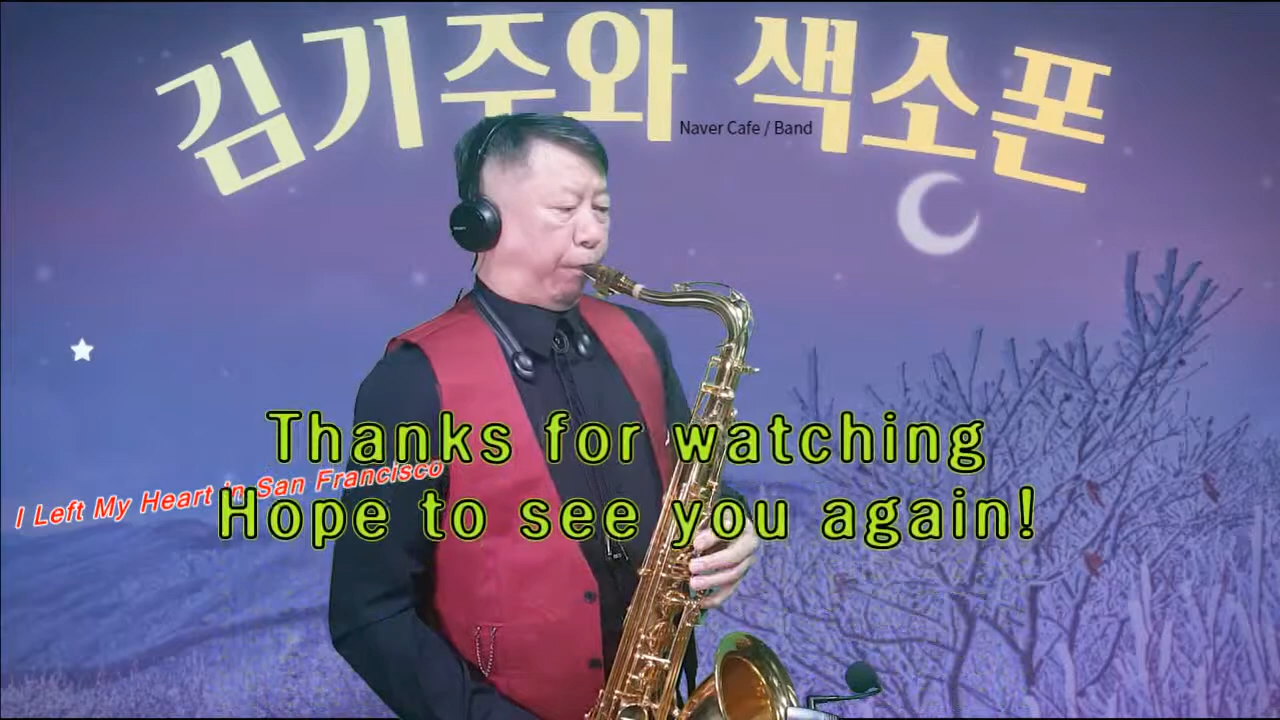 김기주와 색소폰
Naver Cafe / Band
Thanks for watching
I Left My Heart in San Francisco
Hope to see you again!
SONY